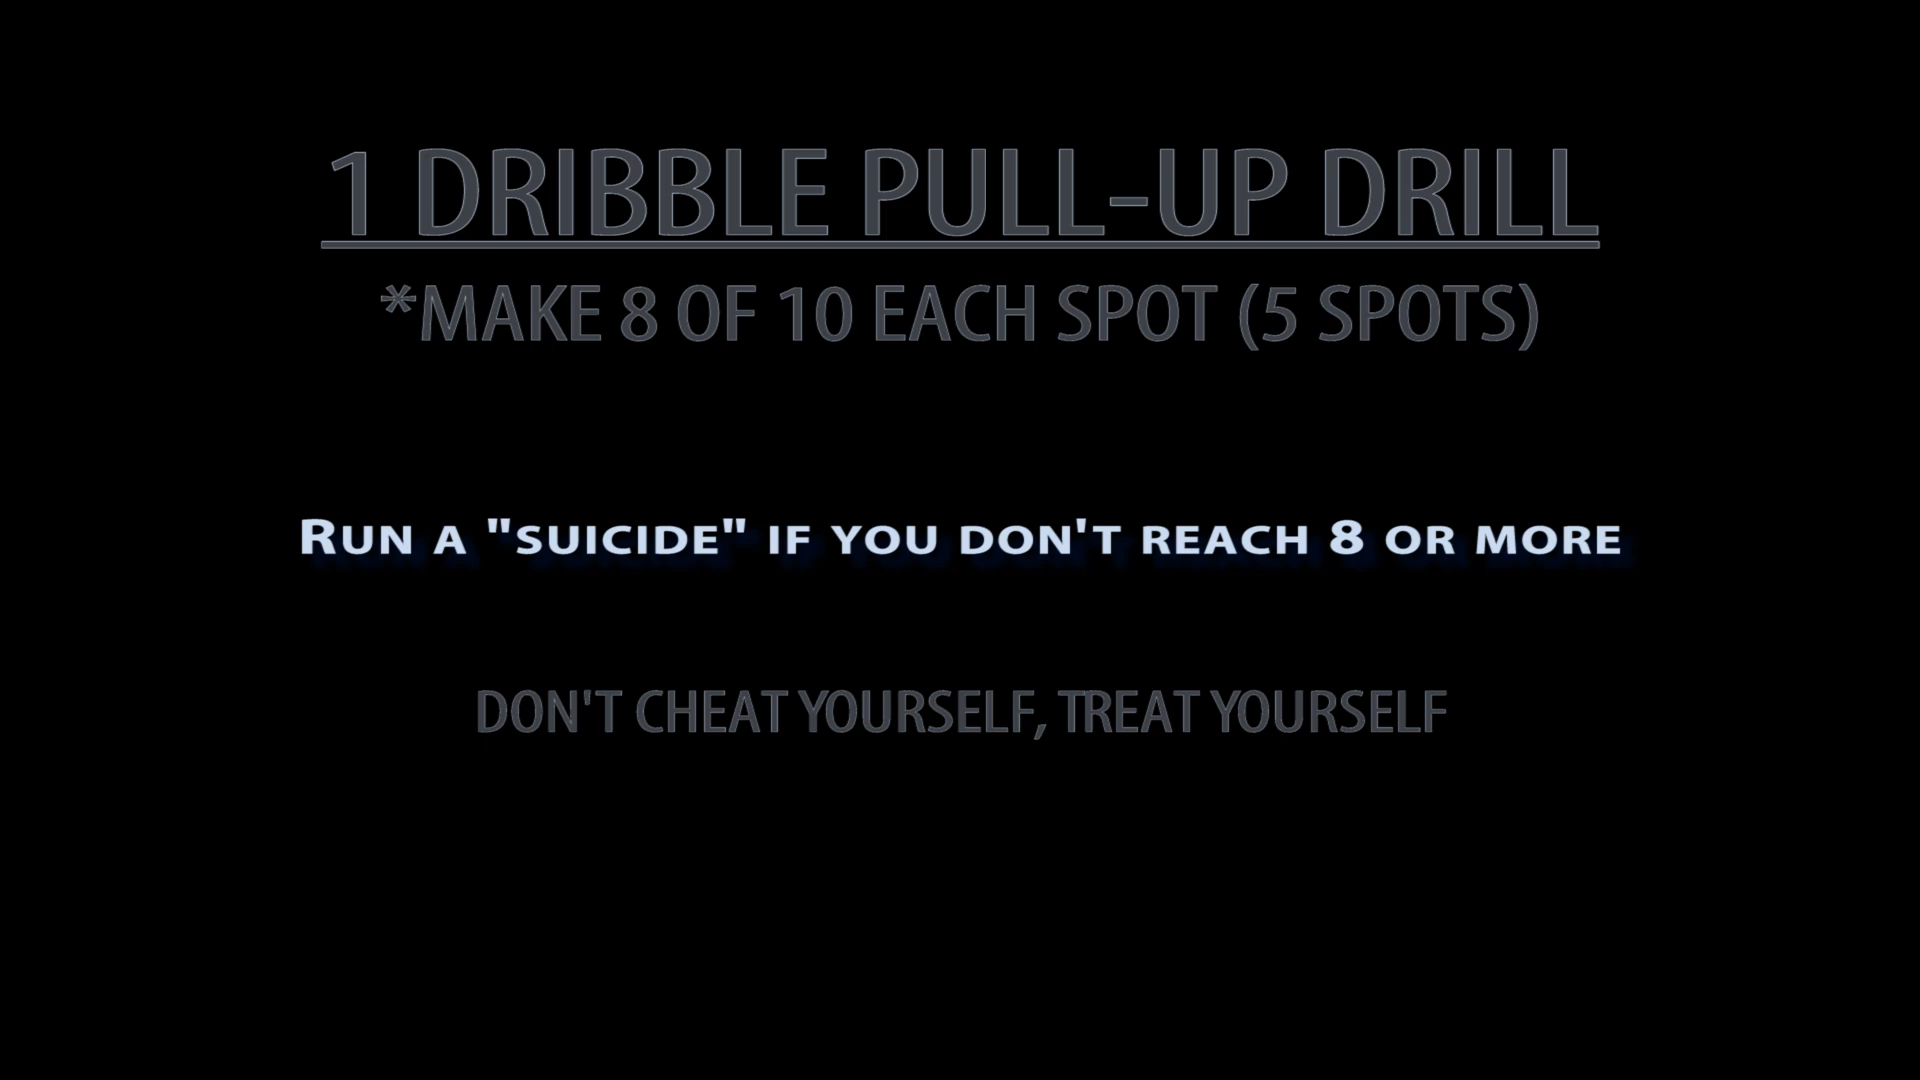 1 DRIBBLE PULL-UP DRILL
*MAKE 8 OF 10 EACH SPOT (5 SPOTS)
RUN A "SUICIDE" IF YOU DON'T REACH 8 OR MORE
DON'T CHEAT YOURSELF, TREAT YOURSELF